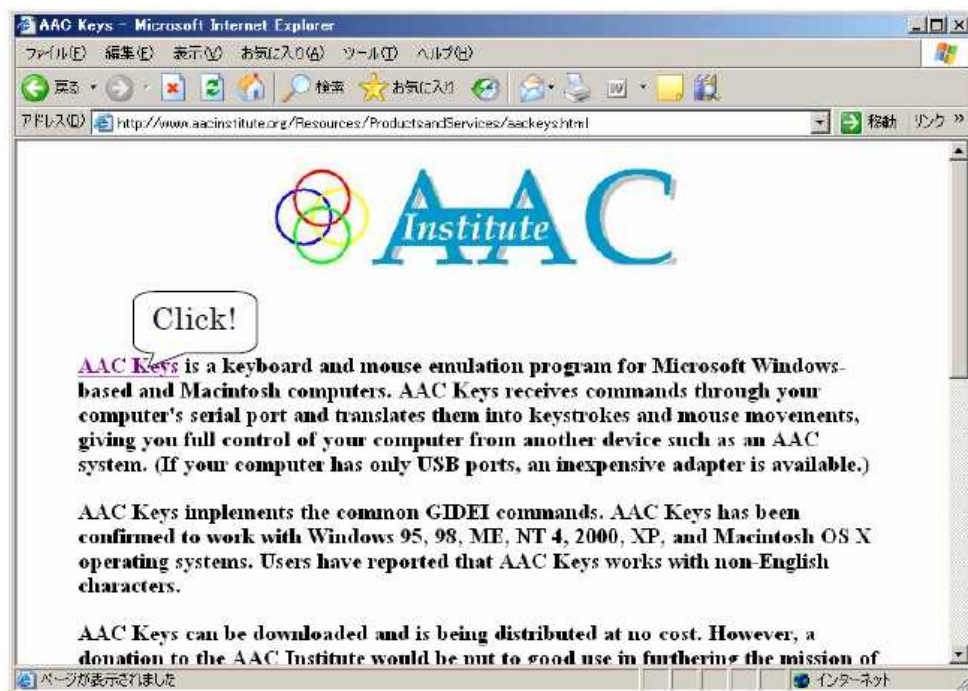 AAC Keys - Microsoft Internet Explorer
ファイル(F) 編集(E) 表示(V) お気に入り(A) ツール(T) ヘルプ(H)
戻る 検索 お気に入り
アドレス(D) http://www.aacinstitute.org/Resources/ProductsandServices/aackeys.html 移動 リンク »
AAC
Institute
Click!
AAC Keys is a keyboard and mouse emulation program for Microsoft Windows-
based and Macintosh computers. AAC Keys receives commands through your
computer's serial port and translates them into keystrokes and mouse movements,
giving you full control of your computer from another device such as an AAC
system. (If your computer has only USB ports, an inexpensive adapter is available.)
AAC Keys implements the common GIDEI commands. AAC Keys has been
confirmed to work with Windows 95, 98, ME, NT 4, 2000, XP, and Macintosh OS X
operating systems. Users have reported that AAC Keys works with non-English
characters.
AAC Keys can be downloaded and is being distributed at no cost. However, a
donation to the AAC Institute would be put to good use in furthering the mission of
ページが表示されました インターネット